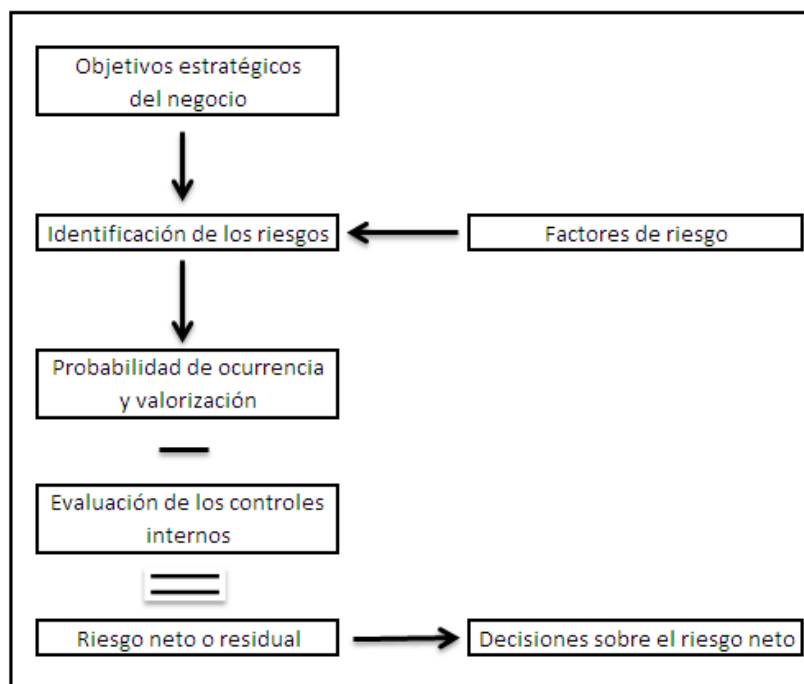 Objetivos estratégicos
del negocio
Identificación de los riesgos
Factores de riesgo
Probabilidad de ocurrencia
y valorización
Evaluación de los controles
internos
Riesgo neto o residual
Decisiones sobre el riesgo neto